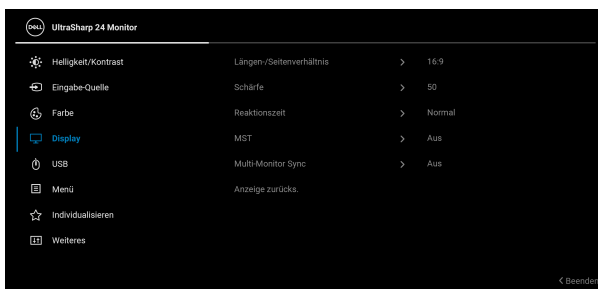 DELL UltraSharp 24 Monitor
Helligkeit/Kontrast Längen-/Seitenverhältnis > 16:9
Eingabe-Quelle Schärfe > 50
Farbe Reaktionszeit > Normal
Display MST > Aus
USB Multi-Monitor Sync > Aus
Menü Anzeige zurücks.
Individualisieren
Weiteres
< Beenden